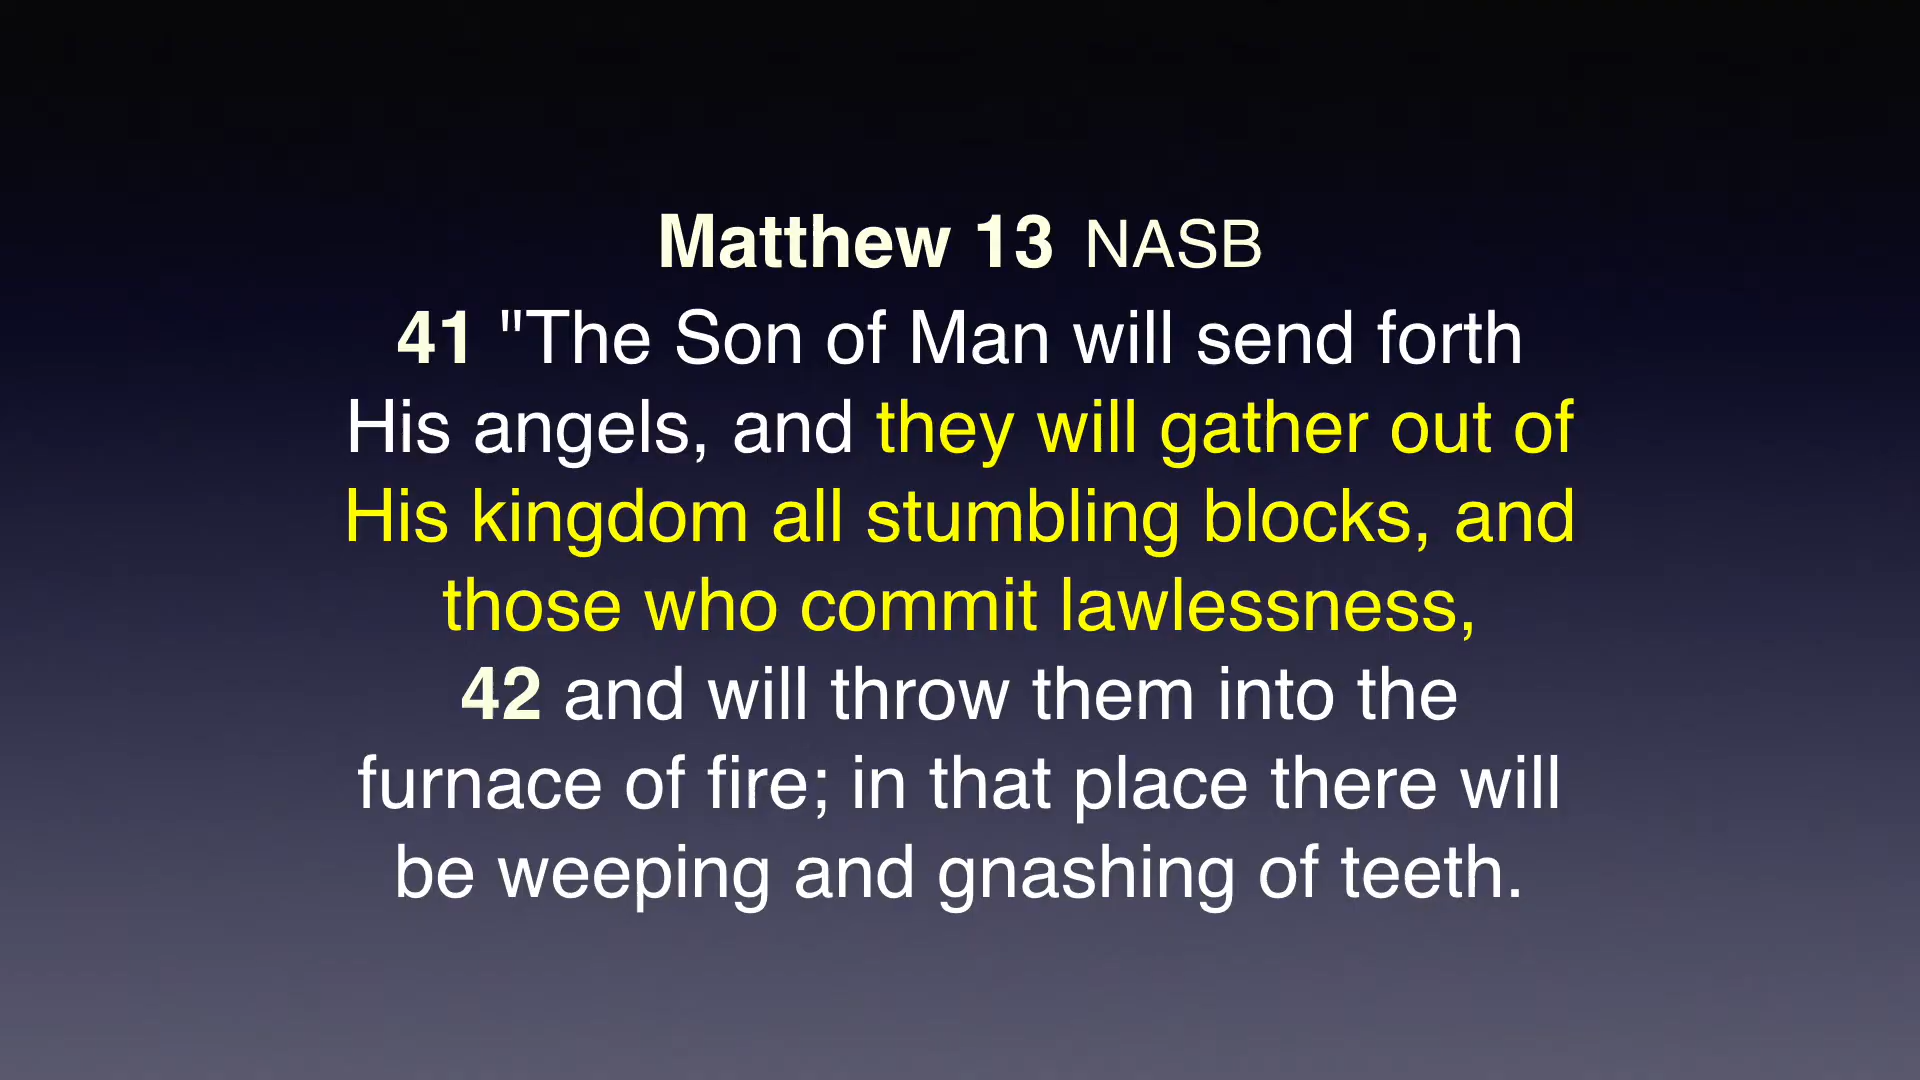 Matthew 13 NASB
41 "The Son of Man will send forth
His angels, and they will gather out of
His kingdom all stumbling blocks, and
those who commit lawlessness,
42 and will throw them into the
furnace of fire; in that place there will
be weeping and gnashing of teeth.